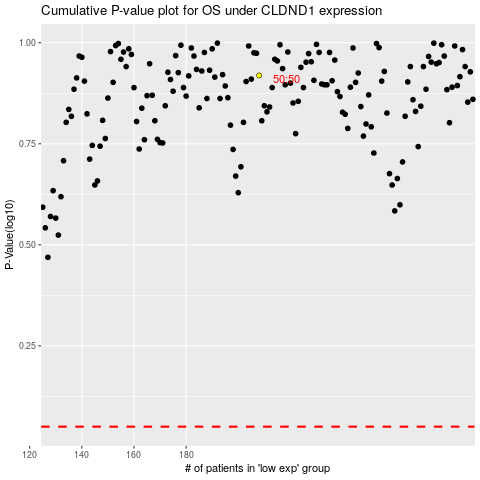 Cumulative P-value plot for OS under CLDND1 expression
P-Value(log10)
1.00
0.75
0.50
0.25
50:50
120 140 160 180
# of patients in 'low exp' group